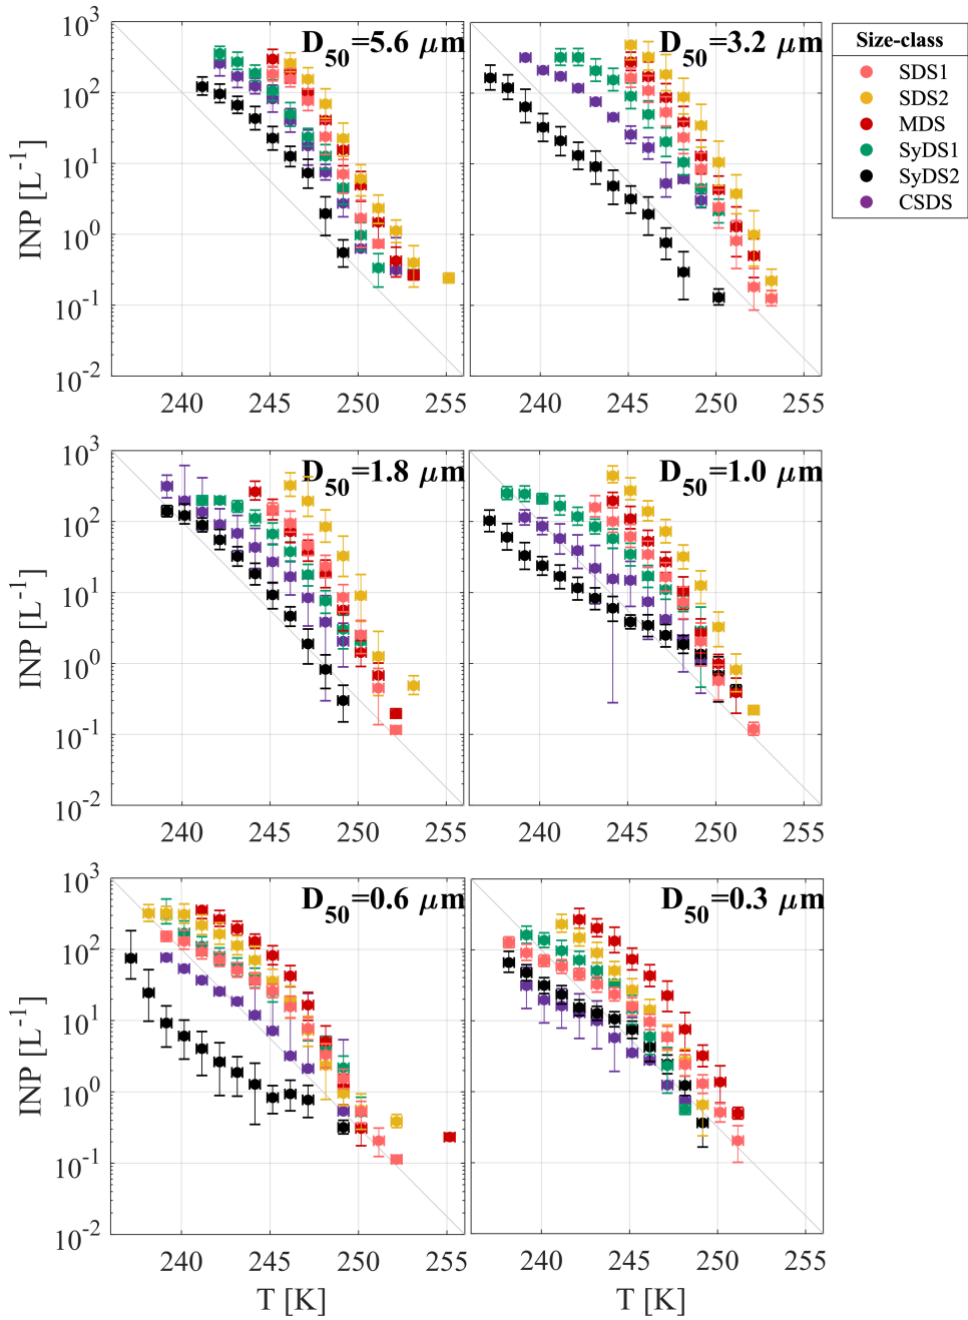 D50=5.6 μm
D50=3.2 μm
INP [L-1]
10^3
10^2
10^1
10^0
10^-1
10^-2
240 245 250 255
240 245 250 255
Size-class
SDS1
SDS2
MDS
SyDS1
SyDS2
CSDS
D50=1.8 μm
D50=1.0 μm
INP [L-1]
10^3
10^2
10^1
10^0
10^-1
10^-2
240 245 250 255
240 245 250 255
D50=0.6 μm
D50=0.3 μm
INP [L-1]
10^3
10^2
10^1
10^0
10^-1
10^-2
240 245 250 255
240 245 250 255
T [K]
T [K]